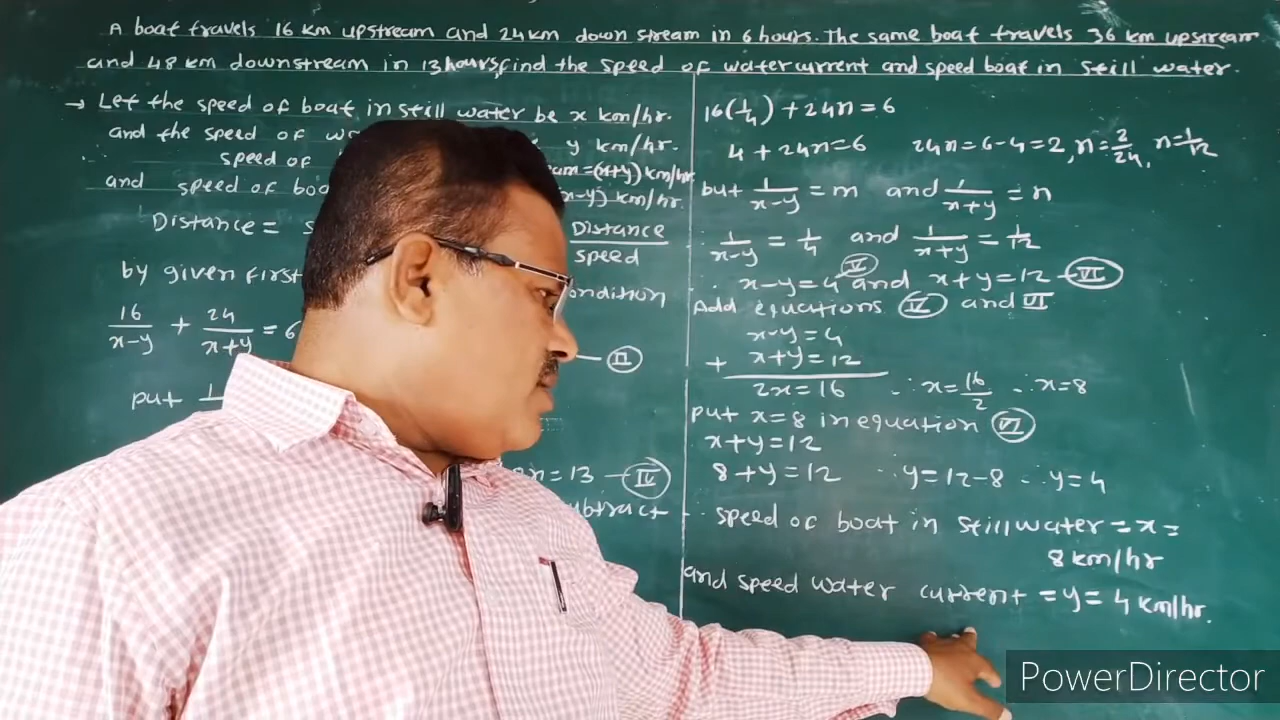 A boat travels 16 km upstream and 24 km down stream in 6 hours. The same boat travels 36 km upstream
and 48 km downstream in 13 hours, find the speed of water current and speed boat in still water.
→ Let the speed of boat in still water be x km/hr.
and the speed of y km/hr.
speed of = (x+y) km/hr
and speed of x-y) km/hr.
Distance = Distance
speed
by given first condition
16/(x-y) + 24/(x+y) = 6 — II
put 1
n = 13 — IV
16(1/4) + 24n = 6
4 + 24n = 6 24n = 6-4 = 2, n = 2/24, n = 1/12
but 1/(x-y) = m and 1/(x+y) = n
∴ 1/(x-y) = 1/4 and 1/(x+y) = 1/12
∴ x-y = 4 and x+y = 12 — VI
Add equations and VI
x-y = 4
+ x+y = 12
2x = 16 ∴ x = 16/2 ∴ x = 8
put x = 8 in equation VI
x+y = 12
8+y = 12 ∴ y = 12-8 ∴ y = 4
∴ speed of boat in still water = x =
8 km/hr
and speed water current = y = 4 km/hr.
PowerDirector